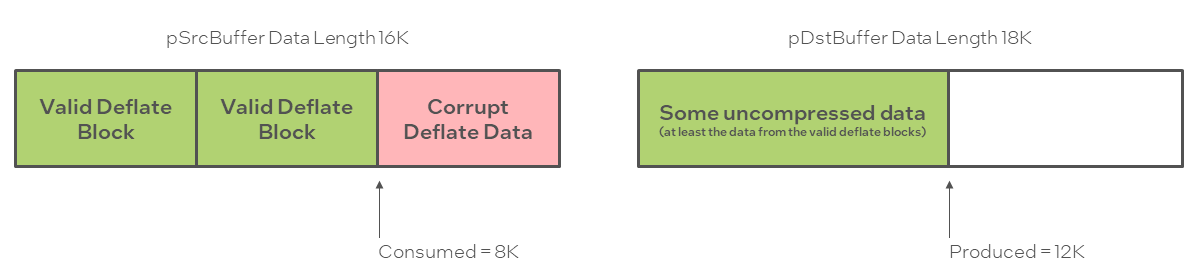 pSrcBuffer Data Length 16K
Valid Deflate
Block
Valid Deflate
Block
Corrupt
Deflate Data
Consumed = 8K
pDstBuffer Data Length 18K
Some uncompressed data
(at least the data from the valid deflate blocks)
Produced = 12K